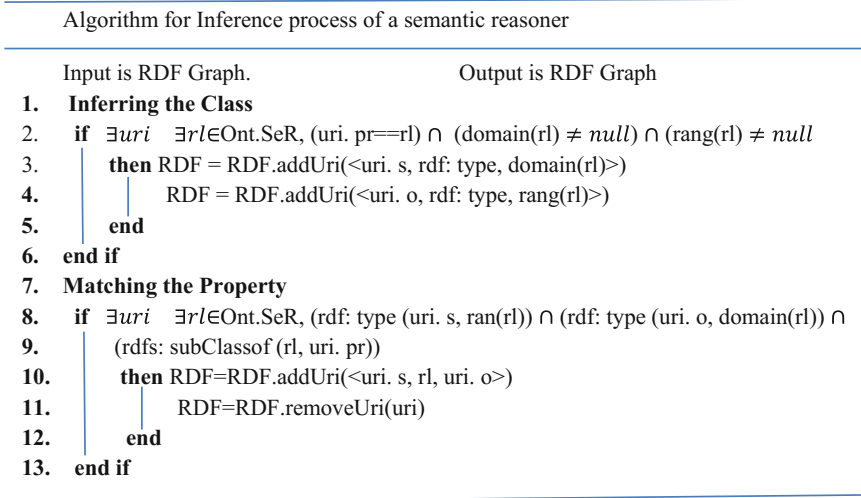 Algorithm for Inference process of a semantic reasoner
Input is RDF Graph. Output is RDF Graph
1. Inferring the Class
2. if ∃𝑢𝑟𝑖 ∃𝑟𝑙∈Ont.SeR, (uri. pr==rl) ∩ (domain(rl) ≠ 𝑛𝑢𝑙𝑙) ∩ (rang(rl) ≠ 𝑛𝑢𝑙𝑙
3. then RDF = RDF.addUri(<uri. s, rdf: type, domain(rl)>)
4. RDF = RDF.addUri(<uri. o, rdf: type, rang(rl)>)
5. end
6. end if
7. Matching the Property
8. if ∃𝑢𝑟𝑖 ∃𝑟𝑙∈Ont.SeR, (rdf: type (uri. s, ran(rl)) ∩ (rdf: type (uri. o, domain(rl)) ∩
9. (rdfs: subClassof (rl, uri. pr))
10. then RDF=RDF.addUri(<uri. s, rl, uri. o>)
11. RDF=RDF.removeUri(uri)
12. end
13. end if